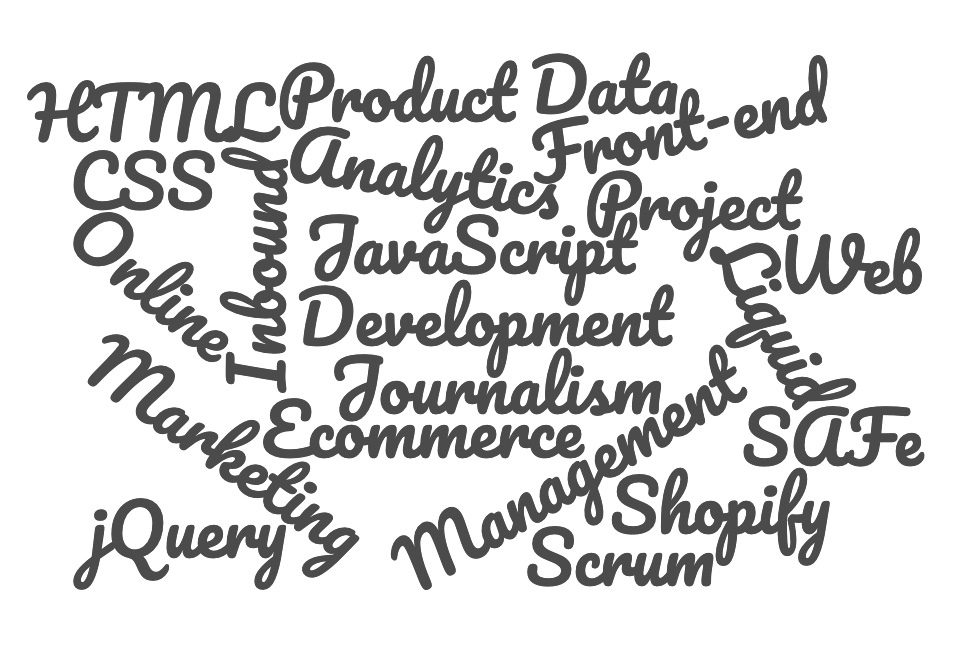 HTML
Product
Data
Front-end
CSS
Analytics
Inbound
Project
Online
JavaScript
Web
Liquid
Development
Marketing
Journalism
Ecommerce
Management
SAFe
jQuery
Shopify
Scrum